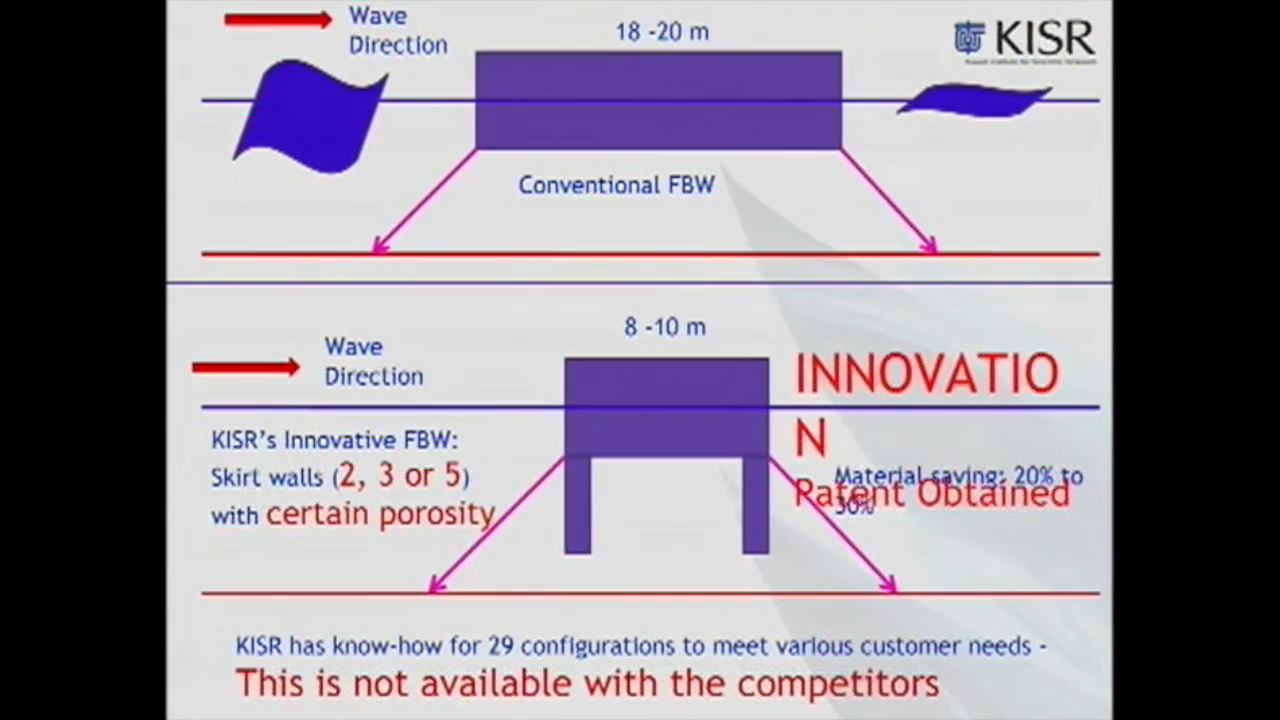 Wave
Direction
18 -20 m
KISR
Conventional FBW
8 -10 m
Wave
Direction
INNOVATIO
N
KISR's Innovative FBW:
Skirt walls (2, 3 or 5)
with certain porosity
Material saving: 20% to
30%
Patent Obtained
KISR has know-how for 29 configurations to meet various customer needs -
This is not available with the competitors